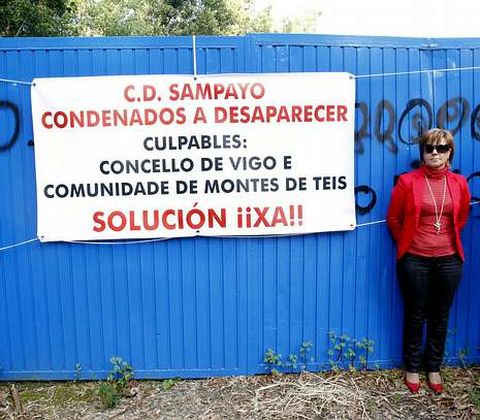 C.D. SAMPAYO
CONDENADOS A DESAPARECER
CULPABLES:
CONCELLO DE VIGO E
COMUNIDADE DE MONTES DE TEIS
SOLUCIÓN ¡¡XA!!